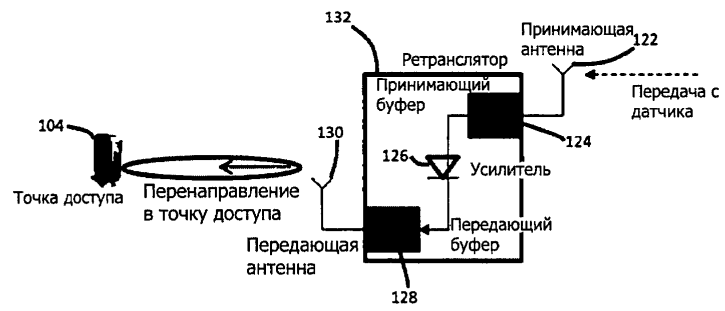 132
Принимающая
антенна
122
Ретранслятор
Принимающий
буфер
Передача с
датчика
104
130
126
124
Усилитель
Точка доступа
Перенаправление
в точку доступа
Передающий
буфер
Передающая
антенна
128